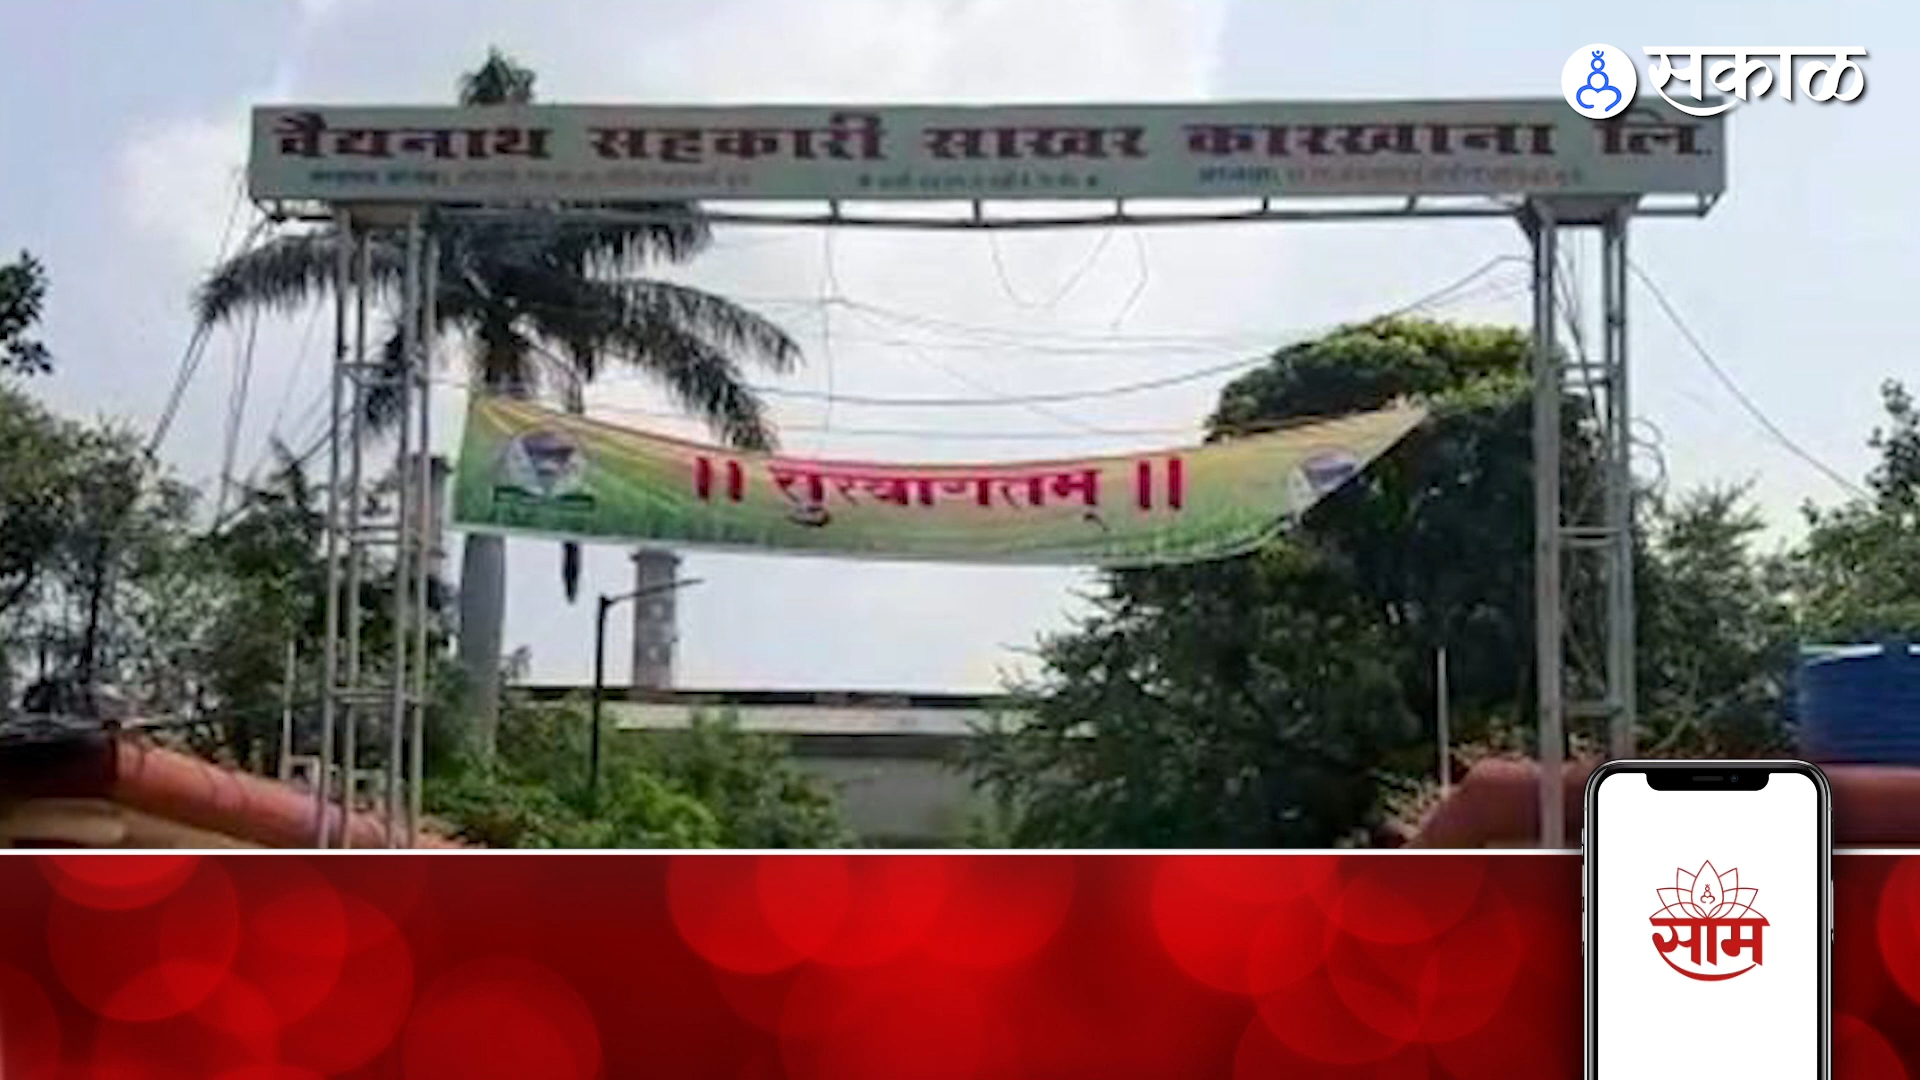 सकाळ
वैद्यनाथ सहकारी साखर कारखाना लि.
।। सुस्वागतम् ।।
साम